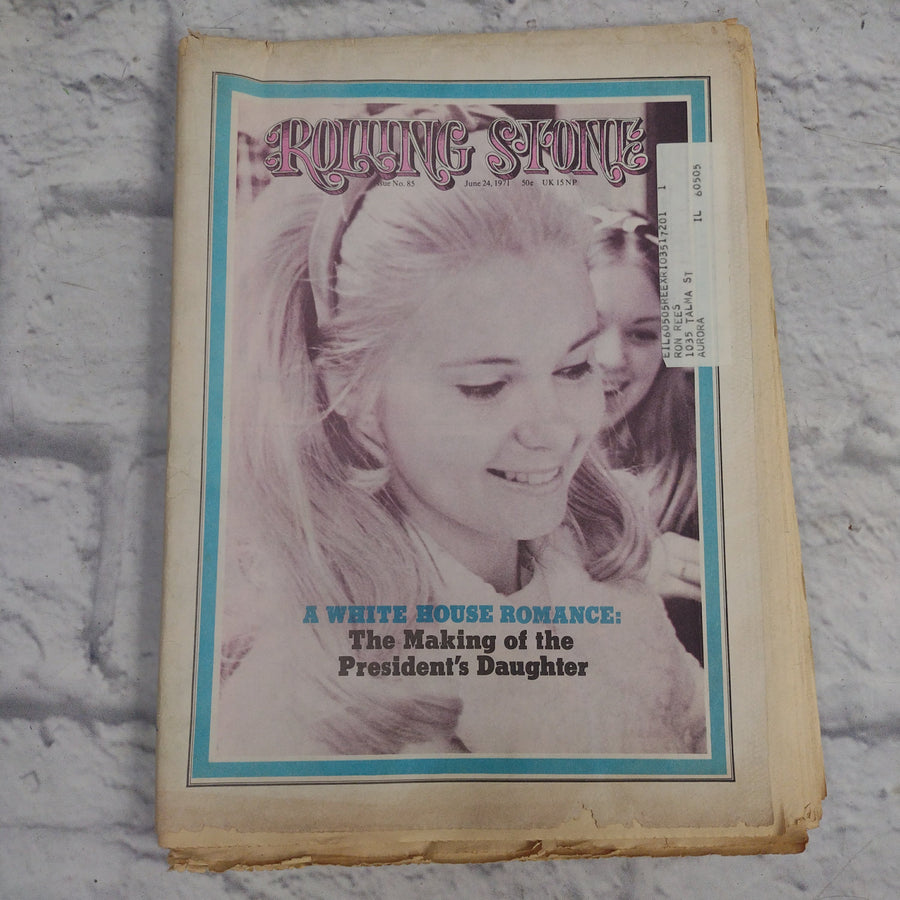 ROLLING STONE
Issue No. 85 June 24, 1971 50¢ UK 15 NP
EIL60505REEXRI03517201 1
RON REES
1035 TALMA ST
AURORA IL 60505
A WHITE HOUSE ROMANCE:
The Making of the
President's Daughter